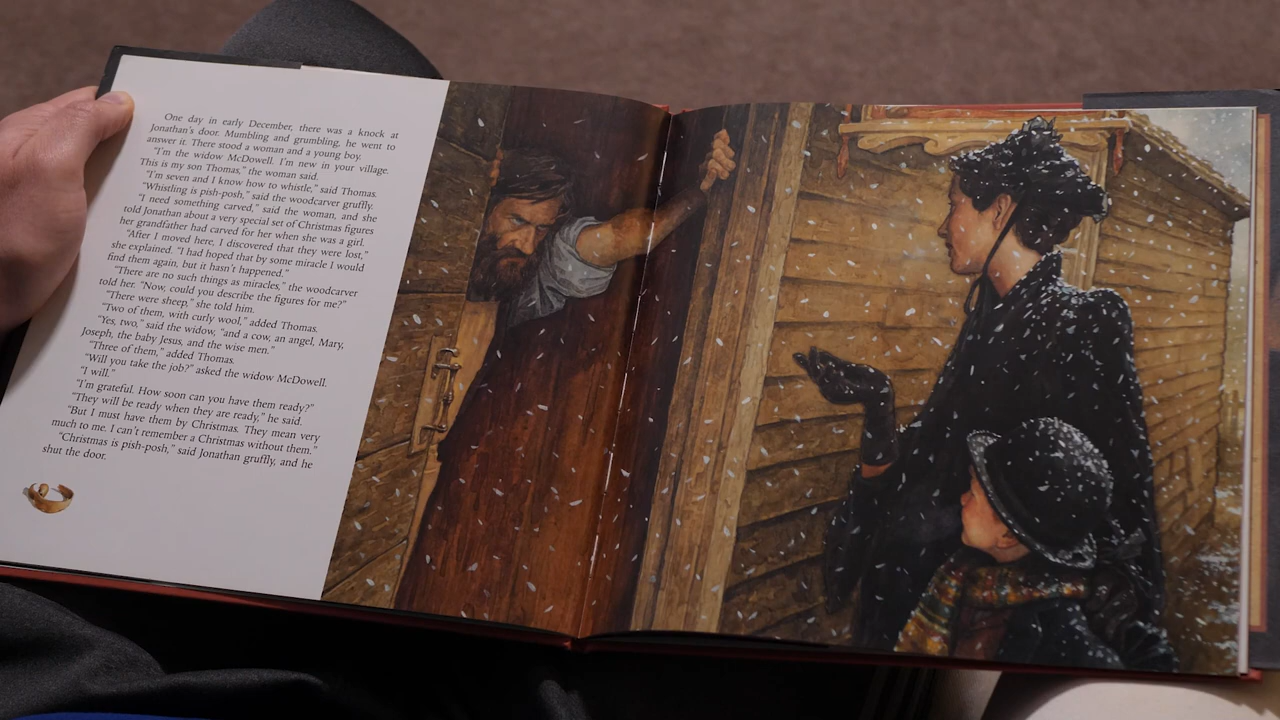 One day in early December, there was a knock at
Jonathan's door. Mumbling and grumbling, he went to
answer it. There stood a woman and a young boy.
"I'm the widow McDowell. I'm new in your village.
This is my son Thomas," the woman said.
"I'm seven and I know how to whistle," said Thomas.
"Whistling is pish-posh," said the woodcarver gruffly.
"I need something carved," said the woman, and she
told Jonathan about a very special set of Christmas figures
her grandfather had carved for her when she was a girl.
"After I moved here, I discovered that they were lost,"
she explained. "I had hoped that by some miracle I would
find them again, but it hasn't happened."
"There are no such things as miracles," the woodcarver
told her. "Now, could you describe the figures for me?"
"There were sheep," she told him.
"Two of them, with curly wool," added Thomas.
"Yes, two," said the widow, "and a cow, an angel, Mary,
Joseph, the baby Jesus, and the wise men."
"Three of them," added Thomas.
"Will you take the job?" asked the widow McDowell.
"I will."
"I'm grateful. How soon can you have them ready?"
"They will be ready when they are ready," he said.
"But I must have them by Christmas. They mean very
much to me. I can't remember a Christmas without them."
"Christmas is pish-posh," said Jonathan gruffly, and he
shut the door.